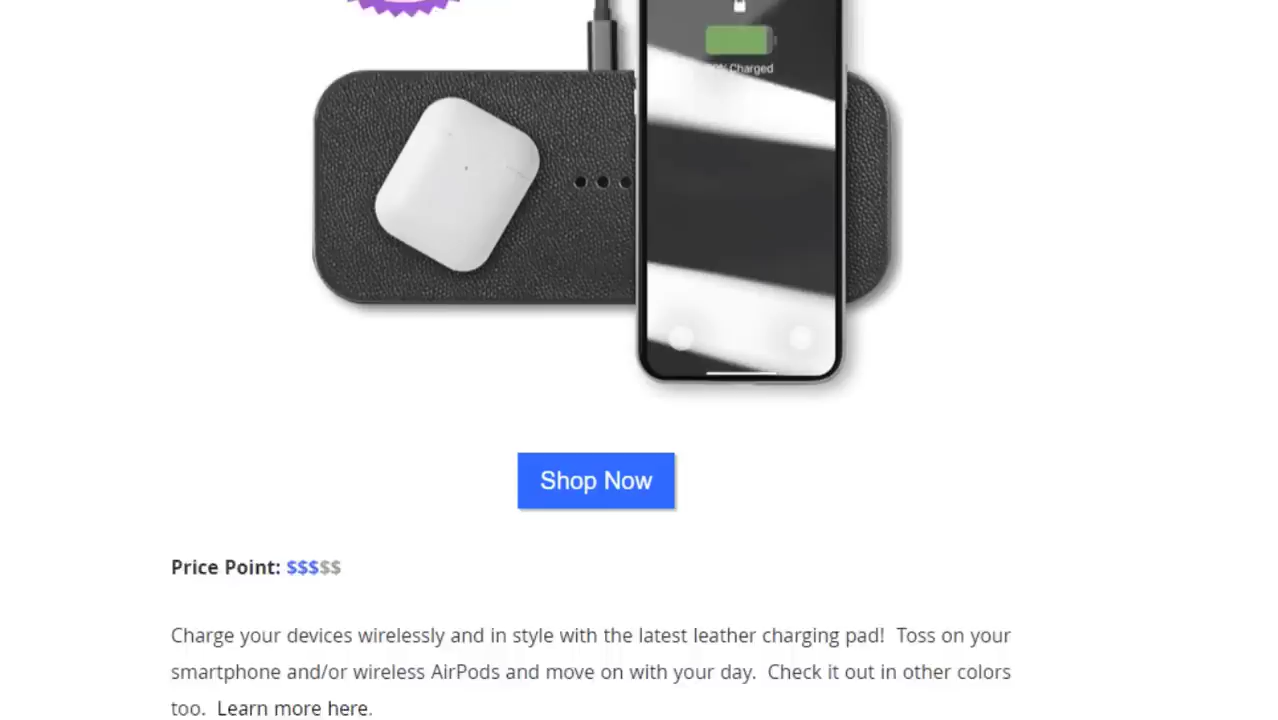 Charged
Shop Now
Price Point: $$$$$
Charge your devices wirelessly and in style with the latest leather charging pad! Toss on your
smartphone and/or wireless AirPods and move on with your day. Check it out in other colors
too. Learn more here.